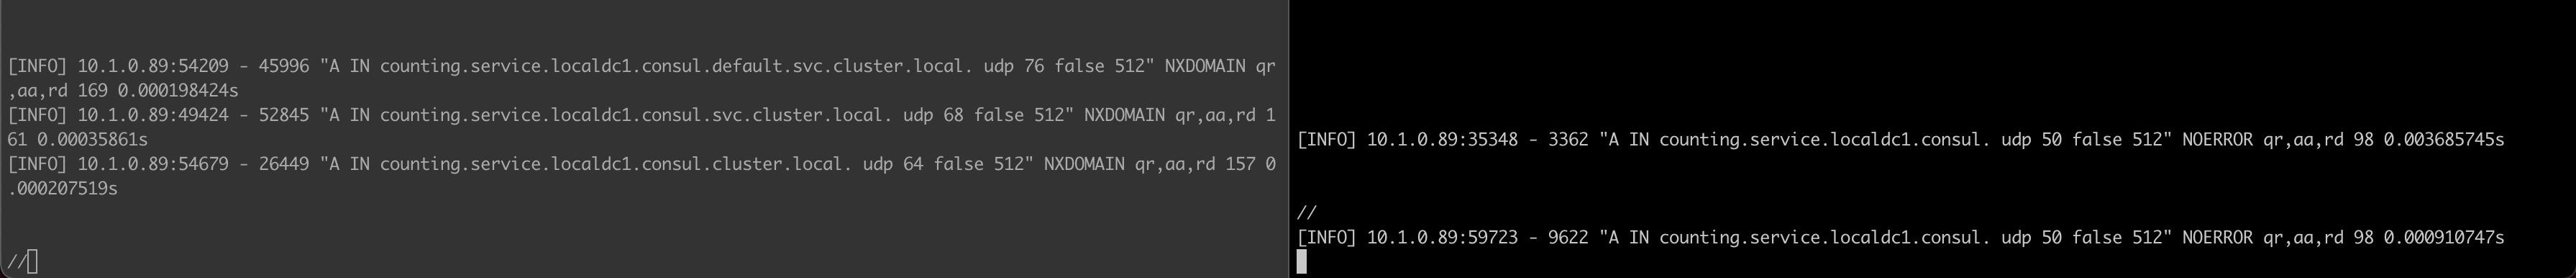 [INFO] 10.1.0.89:54209 - 45996 "A IN counting.service.localdc1.consul.default.svc.cluster.local. udp 76 false 512" NXDOMAIN qr
,aa,rd 169 0.000198424s
[INFO] 10.1.0.89:49424 - 52845 "A IN counting.service.localdc1.consul.svc.cluster.local. udp 68 false 512" NXDOMAIN qr,aa,rd 1
61 0.00035861s
[INFO] 10.1.0.89:54679 - 26449 "A IN counting.service.localdc1.consul.cluster.local. udp 64 false 512" NXDOMAIN qr,aa,rd 157 0
.000207519s
//
[INFO] 10.1.0.89:35348 - 3362 "A IN counting.service.localdc1.consul. udp 50 false 512" NOERROR qr,aa,rd 98 0.003685745s
//
[INFO] 10.1.0.89:59723 - 9622 "A IN counting.service.localdc1.consul. udp 50 false 512" NOERROR qr,aa,rd 98 0.000910747s